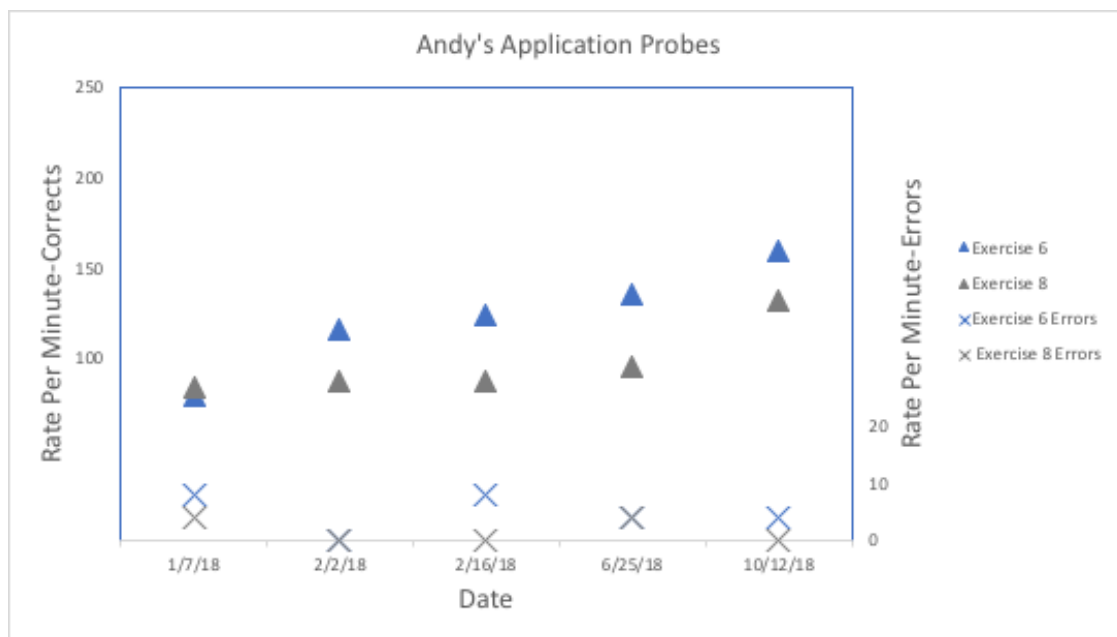 Andy's Application Probes
250
200
150
100
Rate Per Minute-Corrects
20
10
0
Rate Per Minute-Errors
1/7/18 2/2/18 2/16/18 6/25/18 10/12/18
Date
Exercise 6
Exercise 8
Exercise 6 Errors
Exercise 8 Errors